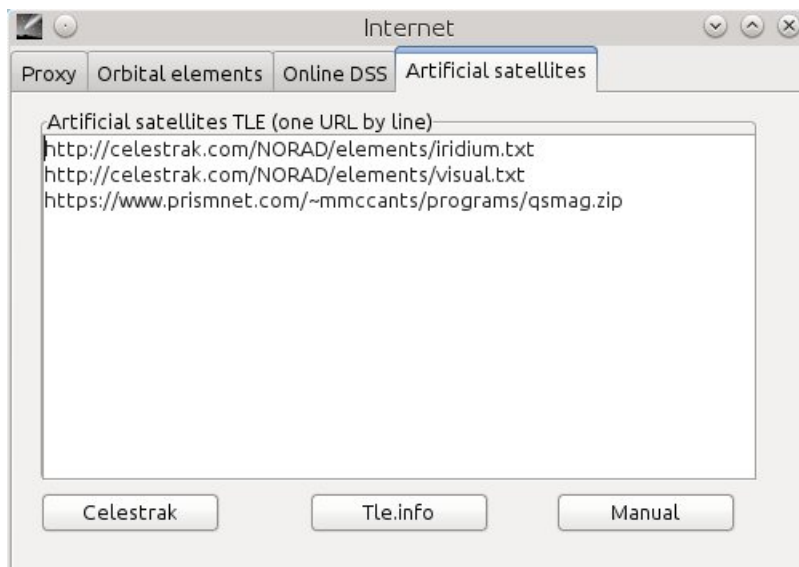 Internet
Proxy Orbital elements Online DSS Artificial satellites
Artificial satellites TLE (one URL by line)
http://celestrak.com/NORAD/elements/iridium.txt
http://celestrak.com/NORAD/elements/visual.txt
https://www.prismnet.com/~mmccants/programs/qsmag.zip
Celestrak Tle.info Manual